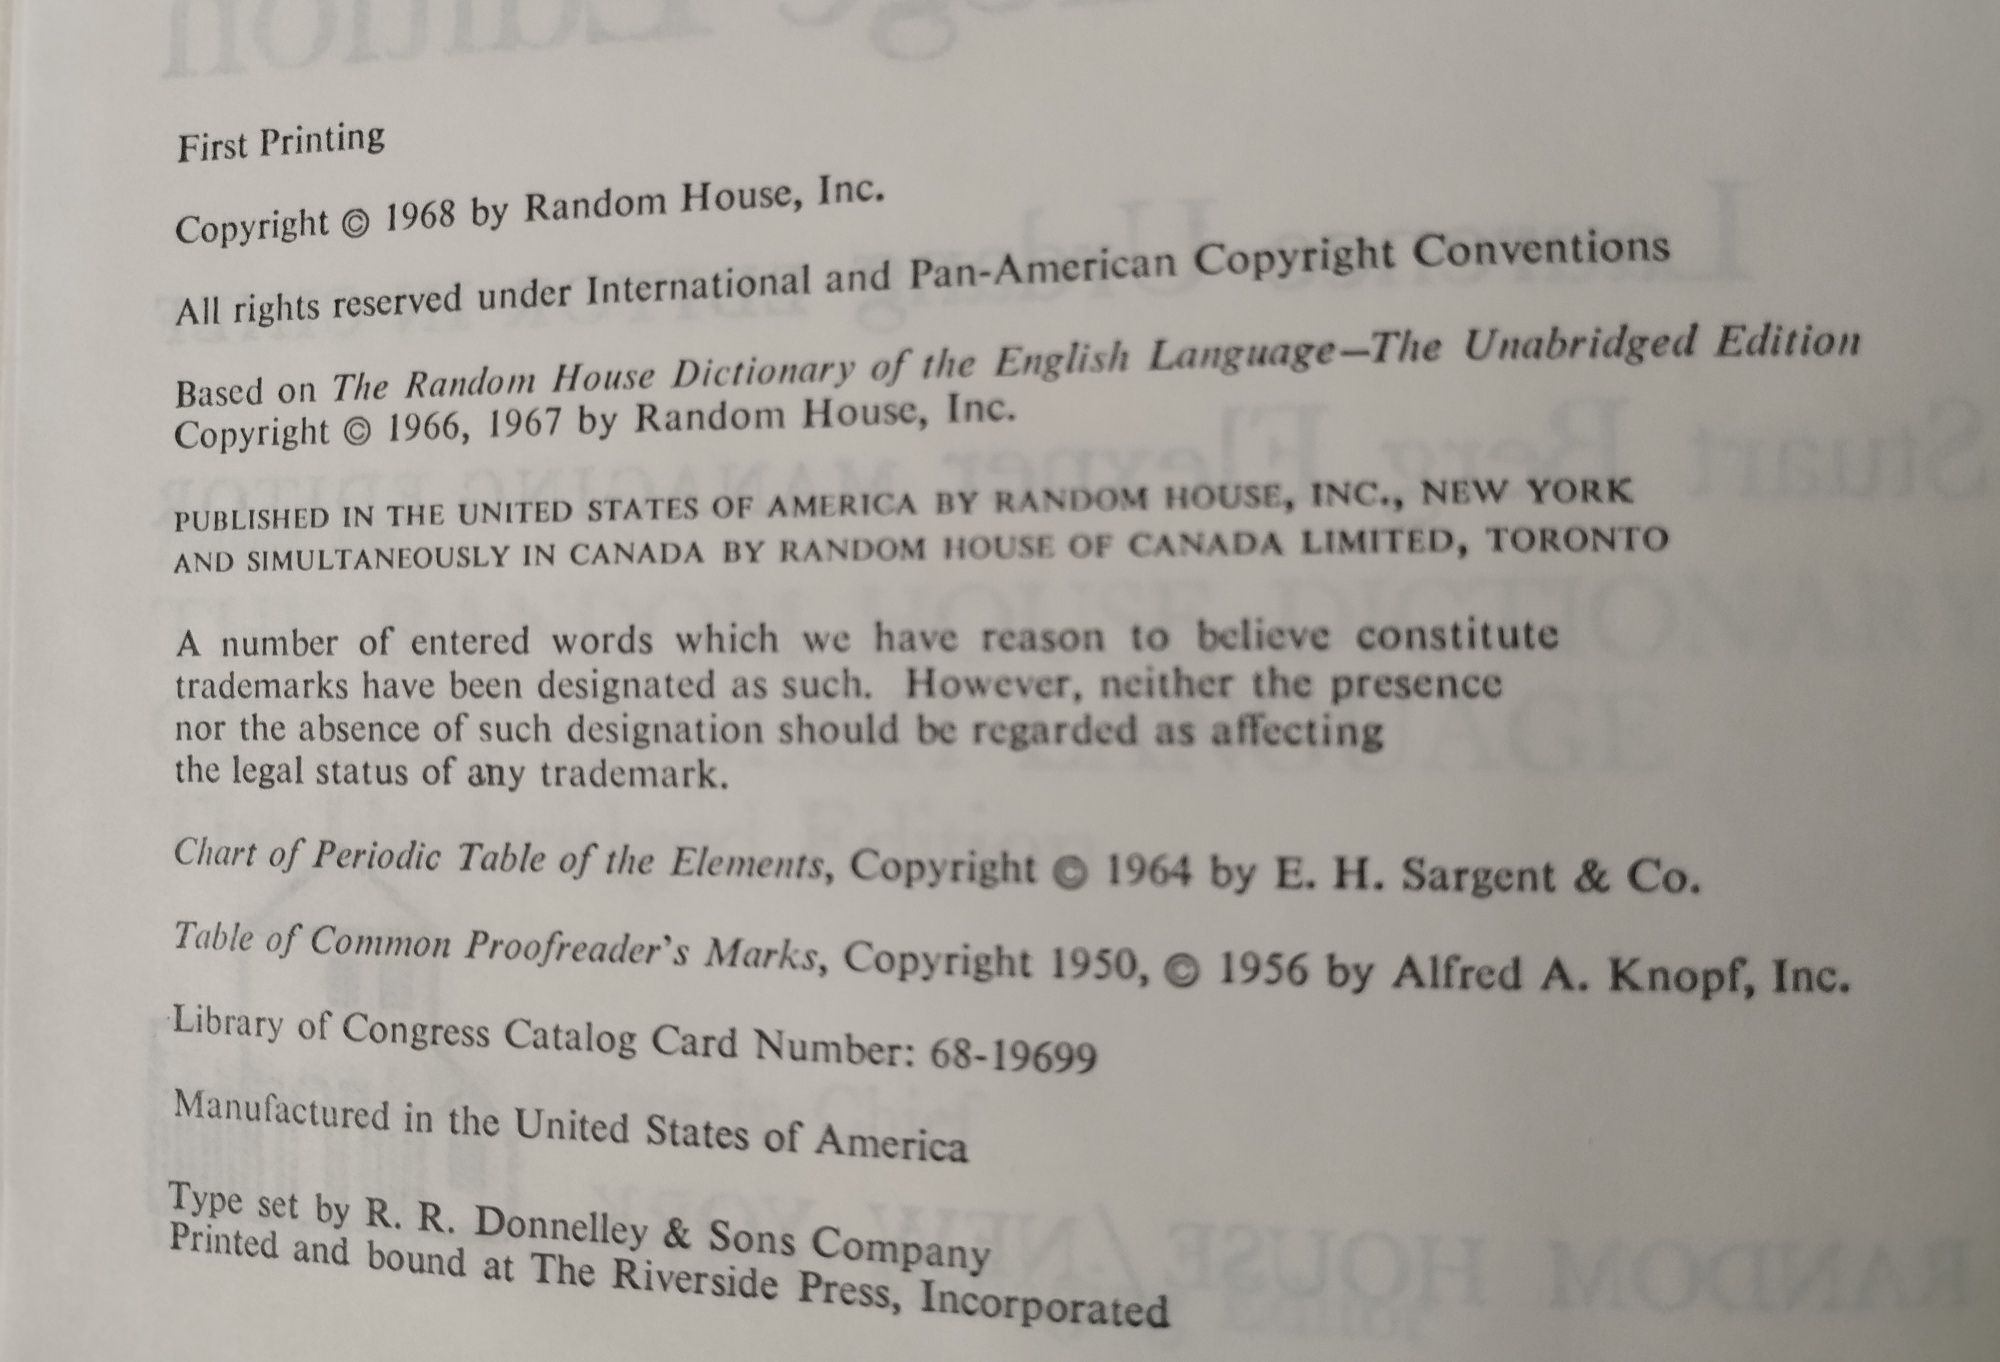 First Printing
Copyright © 1968 by Random House, Inc.
All rights reserved under International and Pan-American Copyright Conventions
Based on The Random House Dictionary of the English Language—The Unabridged Edition
Copyright © 1966, 1967 by Random House, Inc.
PUBLISHED IN THE UNITED STATES OF AMERICA BY RANDOM HOUSE, INC., NEW YORK
AND SIMULTANEOUSLY IN CANADA BY RANDOM HOUSE OF CANADA LIMITED, TORONTO
A number of entered words which we have reason to believe constitute
trademarks have been designated as such. However, neither the presence
nor the absence of such designation should be regarded as affecting
the legal status of any trademark.
Chart of Periodic Table of the Elements, Copyright © 1964 by E. H. Sargent & Co.
Table of Common Proofreader's Marks, Copyright 1950, © 1956 by Alfred A. Knopf, Inc.
Library of Congress Catalog Card Number: 68-19699
Manufactured in the United States of America
Type set by R. R. Donnelley & Sons Company
Printed and bound at The Riverside Press, Incorporated